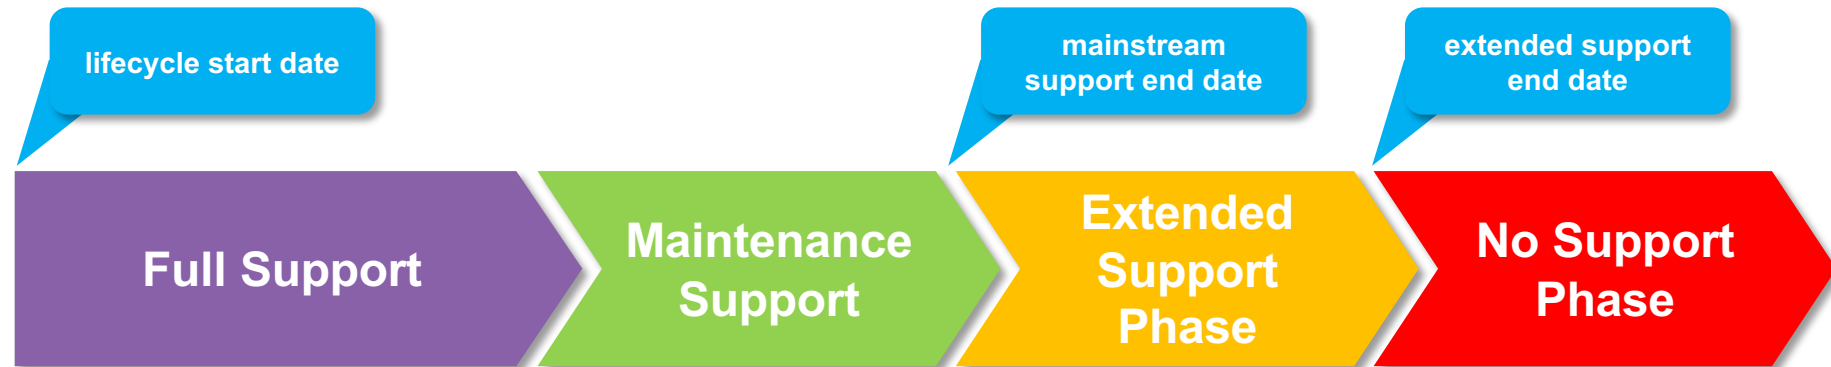 lifecycle start date
mainstream
support end date
extended support
end date
Full Support
Maintenance
Support
Extended
Support
Phase
No Support
Phase